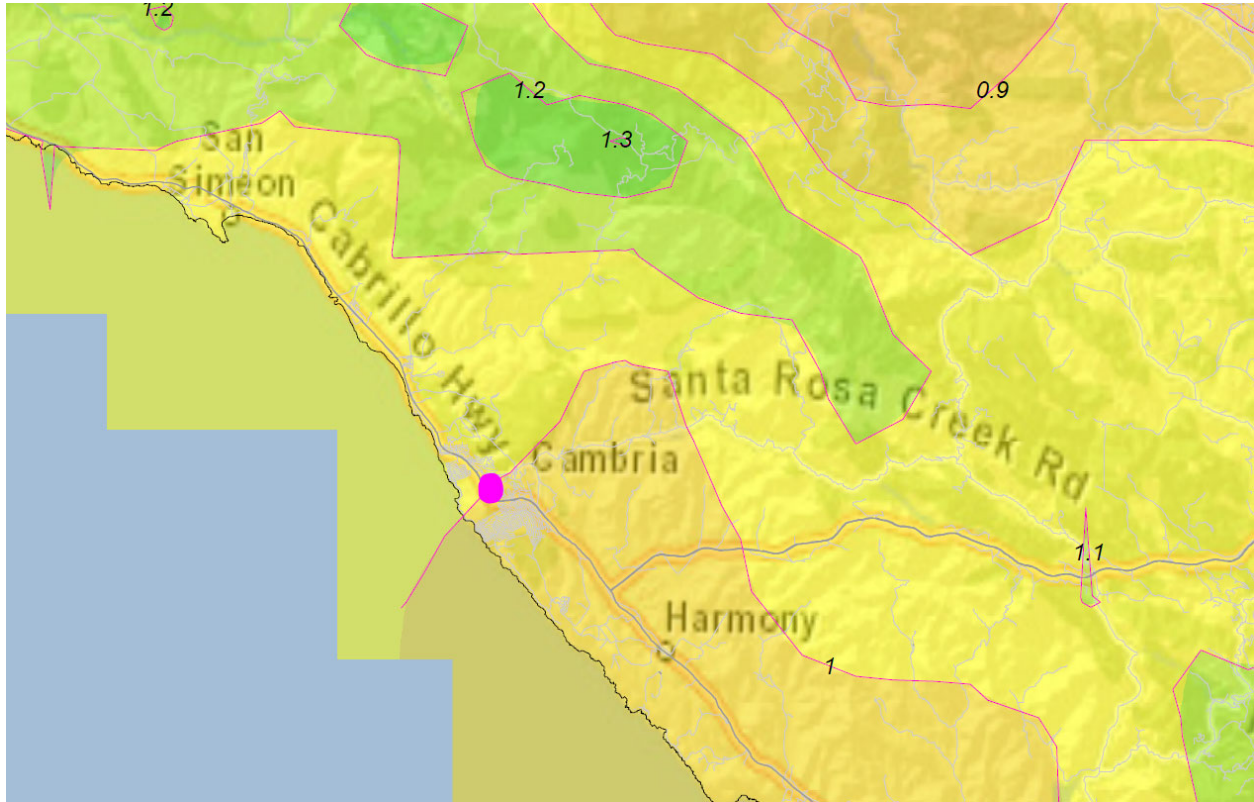 1.2
1.2
0.9
1.3
San
Simeon
Cabrillo Hwy
Santa Rosa Creek Rd
Cambria
1.1
Harmony
1